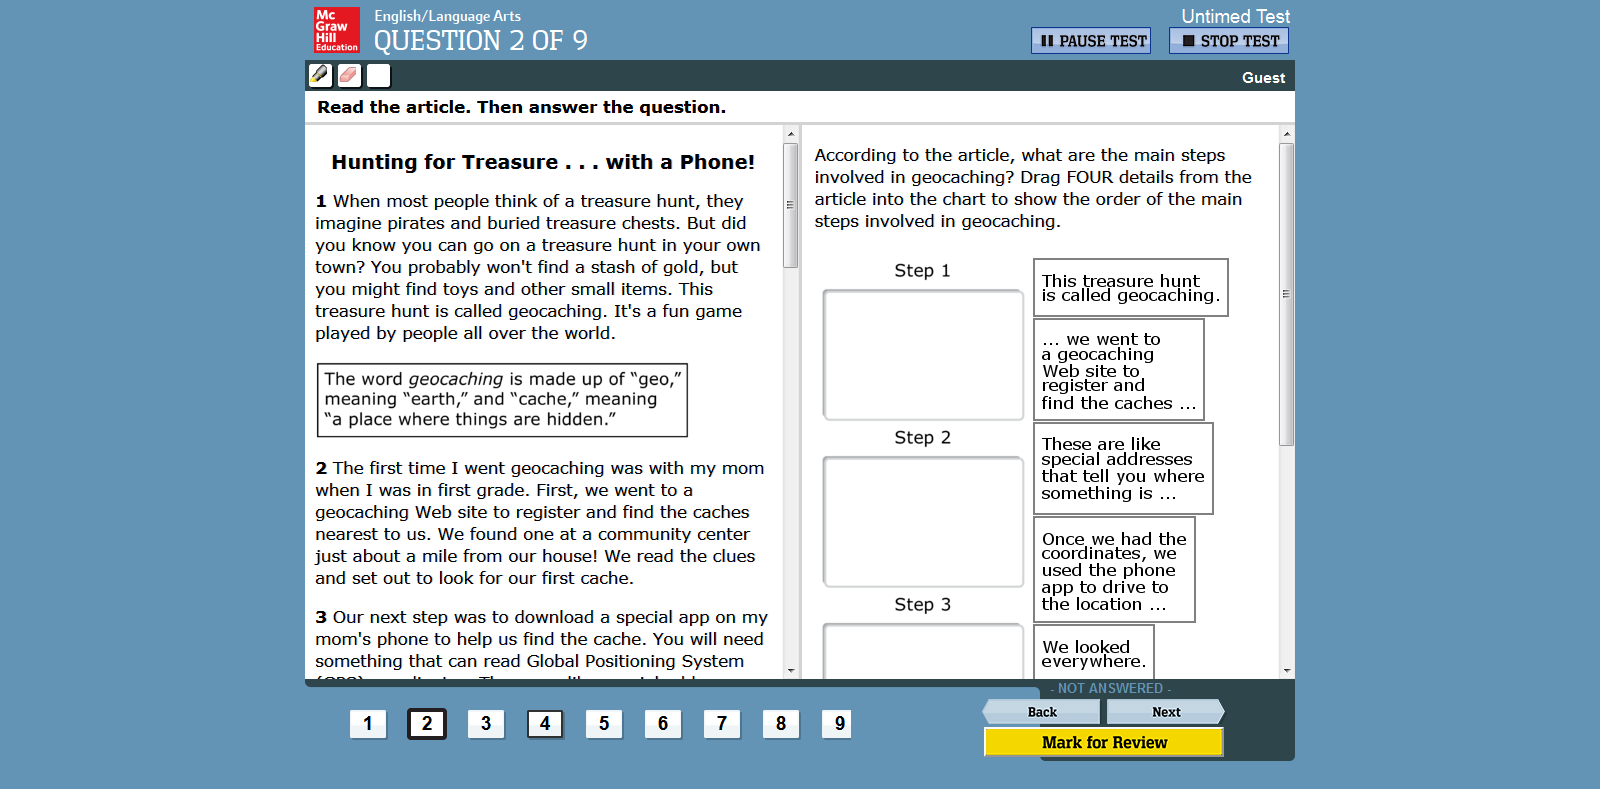 Mc
Graw
Hill
Education
English/Language Arts
QUESTION 2 OF 9
Untimed Test
PAUSE TEST
STOP TEST
Guest
Read the article. Then answer the question.
Hunting for Treasure . . . with a Phone!
1 When most people think of a treasure hunt, they
imagine pirates and buried treasure chests. But did
you know you can go on a treasure hunt in your own
town? You probably won't find a stash of gold, but
you might find toys and other small items. This
treasure hunt is called geocaching. It's a fun game
played by people all over the world.
The word geocaching is made up of “geo,”
meaning “earth,” and “cache,” meaning
“a place where things are hidden.”
2 The first time I went geocaching was with my mom
when I was in first grade. First, we went to a
geocaching Web site to register and find the caches
nearest to us. We found one at a community center
just about a mile from our house! We read the clues
and set out to look for our first cache.
3 Our next step was to download a special app on my
mom's phone to help us find the cache. You will need
something that can read Global Positioning System
According to the article, what are the main steps
involved in geocaching? Drag FOUR details from the
article into the chart to show the order of the main
steps involved in geocaching.
Step 1
Step 2
Step 3
This treasure hunt
is called geocaching.
... we went to
a geocaching
Web site to
register and
find the caches ...
These are like
special addresses
that tell you where
something is ...
Once we had the
coordinates, we
used the phone
app to drive to
the location ...
We looked
everywhere.
- NOT ANSWERED -
1 2 3 4 5 6 7 8 9
Back
Next
Mark for Review